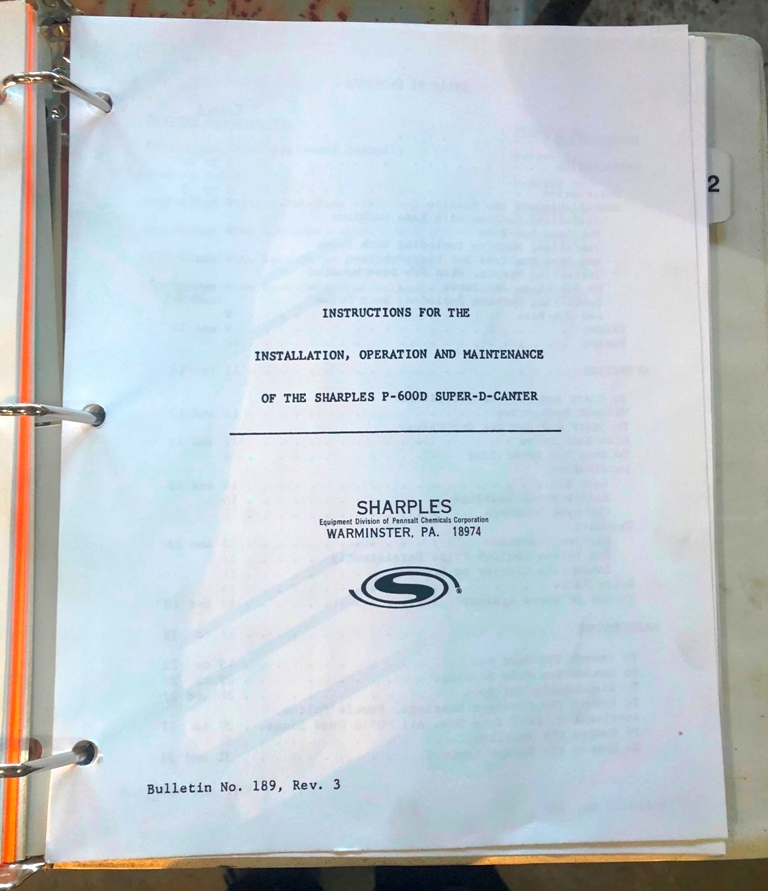 2
INSTRUCTIONS FOR THE
INSTALLATION, OPERATION AND MAINTENANCE
OF THE SHARPLES P-600D SUPER-D-CANTER
SHARPLES
Equipment Division of Pennsalt Chemicals Corporation
WARMINSTER, PA. 18974
®
Bulletin No. 189, Rev. 3